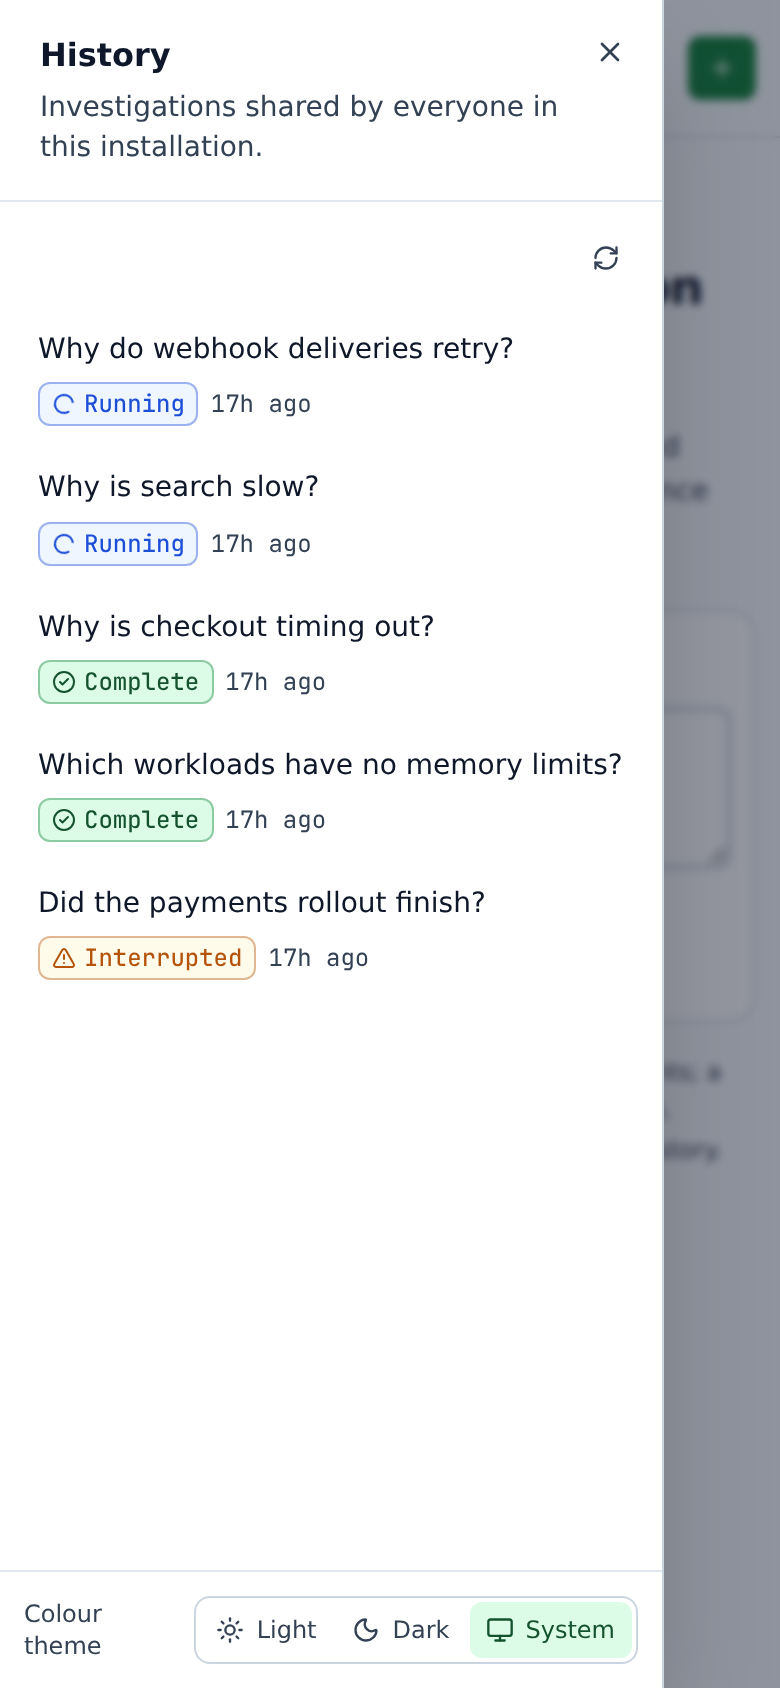 History
Investigations shared by everyone in
this installation.
Why do webhook deliveries retry?
Running 17h ago
Why is search slow?
Running 17h ago
Why is checkout timing out?
Complete 17h ago
Which workloads have no memory limits?
Complete 17h ago
Did the payments rollout finish?
Interrupted 17h ago
Colour
theme
Light Dark System